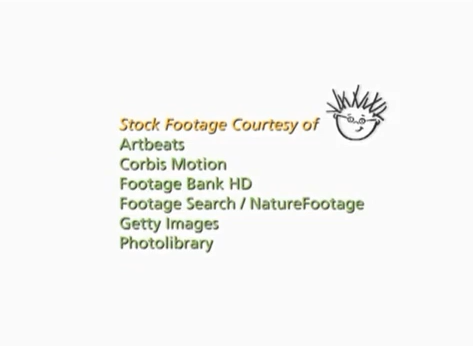 Stock Footage Courtesy of
Artbeats
Corbis Motion
Footage Bank HD
Footage Search / NatureFootage
Getty Images
Photolibrary